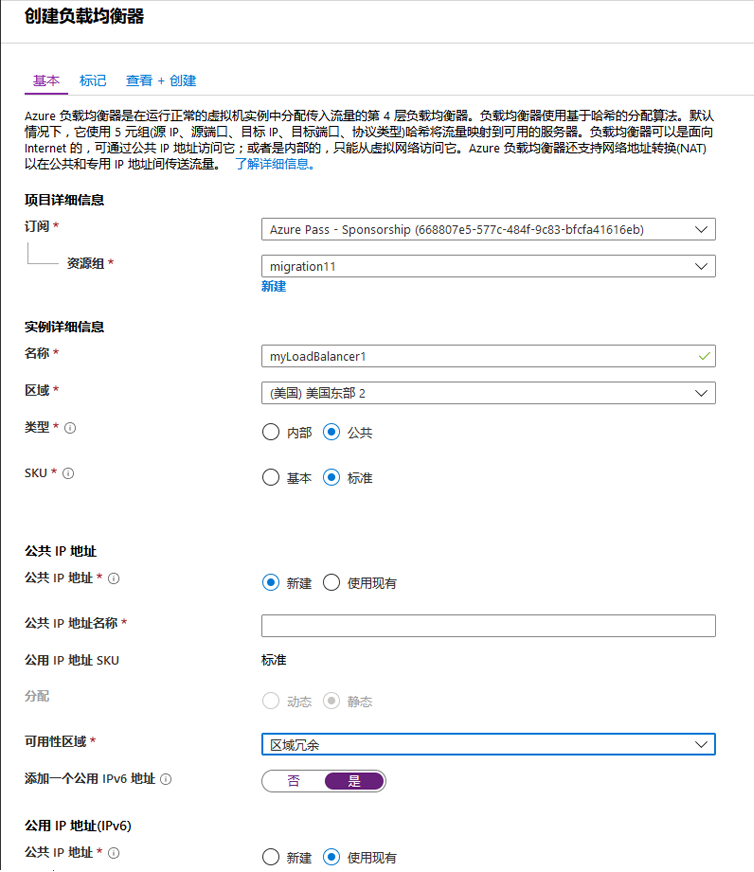 创建负载均衡器
基本 标记 查看 + 创建
Azure 负载均衡器是在运行正常的虚拟机实例中分配传入流量的第 4 层负载均衡器。负载均衡器使用基于哈希的分配算法。默认
情况下，它使用 5 元组(源 IP、源端口、目标 IP、目标端口、协议类型)哈希将流量映射到可用的服务器。负载均衡器可以是面向
Internet 的，可通过公共 IP 地址访问它；或者是内部的，只能从虚拟网络访问它。Azure 负载均衡器还支持网络地址转换(NAT)
以在公共和专用 IP 地址间传送流量。 了解详细信息。
项目详细信息
订阅 * Azure Pass - Sponsorship (668807e5-577c-484f-9c83-bfcfa41616eb)
资源组 * migration11
新建
实例详细信息
名称 * myLoadBalancer1
区域 * (美国) 美国东部 2
类型 * 内部 公共
SKU * 基本 标准
公共 IP 地址
公共 IP 地址 * 新建 使用现有
公共 IP 地址名称 *
公用 IP 地址 SKU 标准
分配 动态 静态
可用性区域 * 区域冗余
添加一个公用 IPv6 地址 否 是
公用 IP 地址(IPv6)
公共 IP 地址 * 新建 使用现有